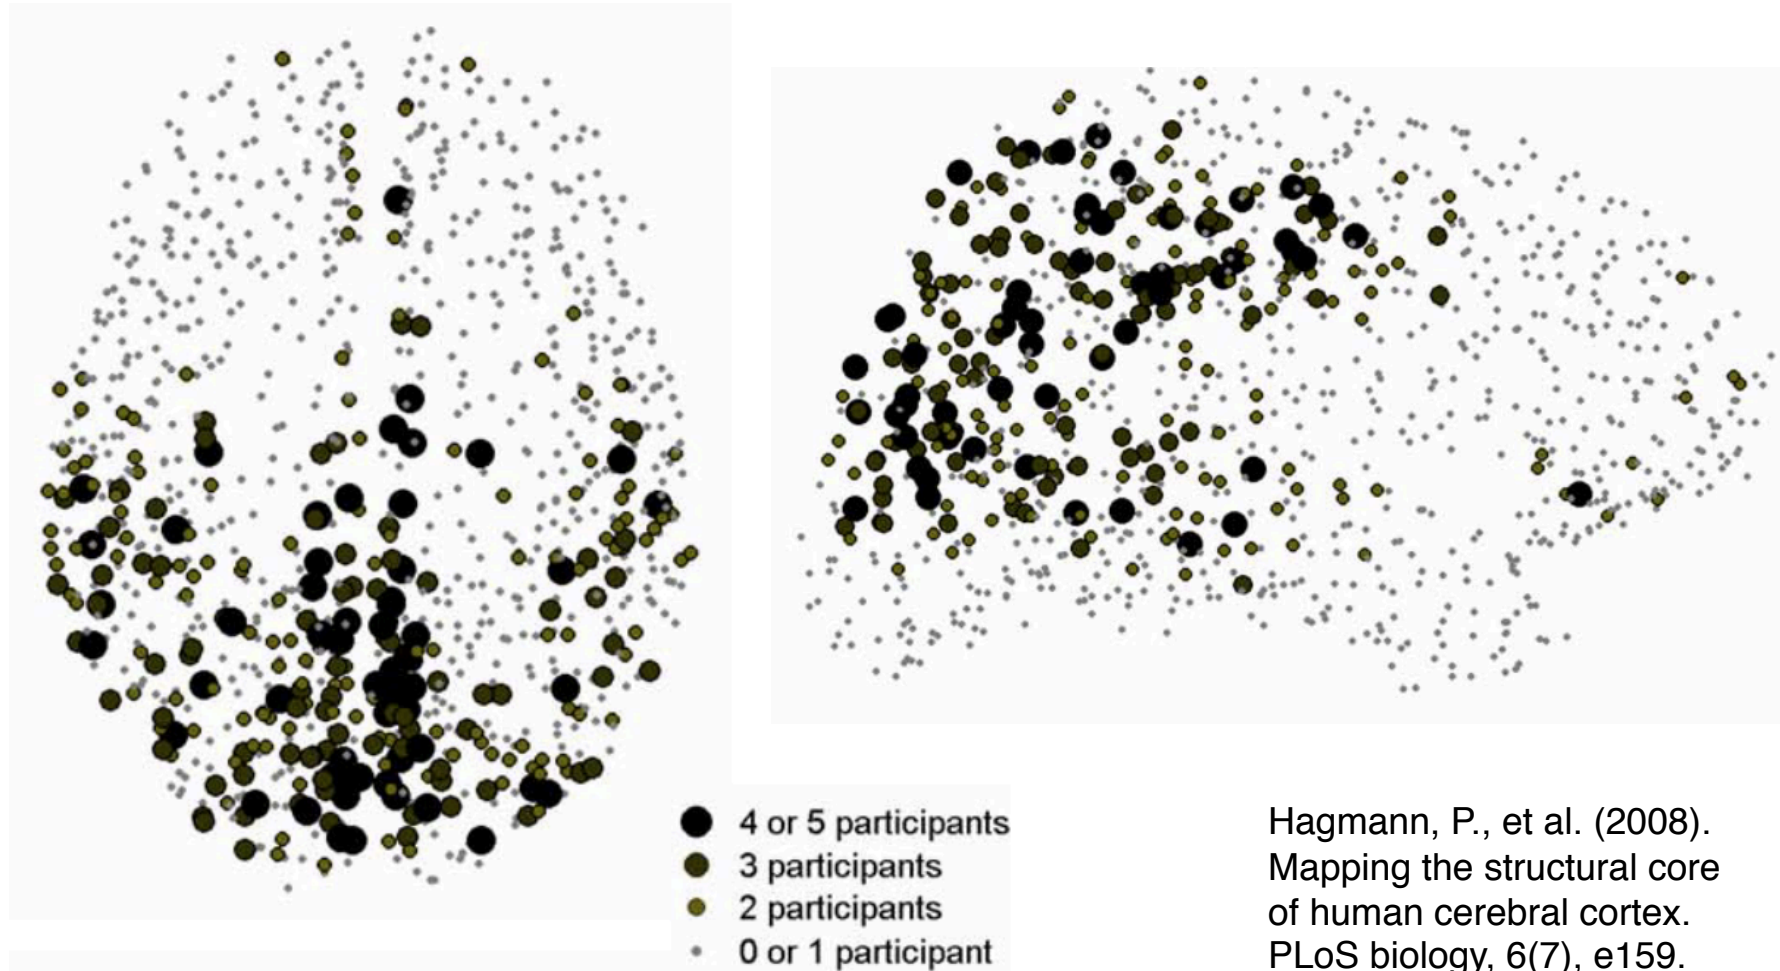 4 or 5 participants
3 participants
2 participants
0 or 1 participant
Hagmann, P., et al. (2008).
Mapping the structural core
of human cerebral cortex.
PLoS biology, 6(7), e159.